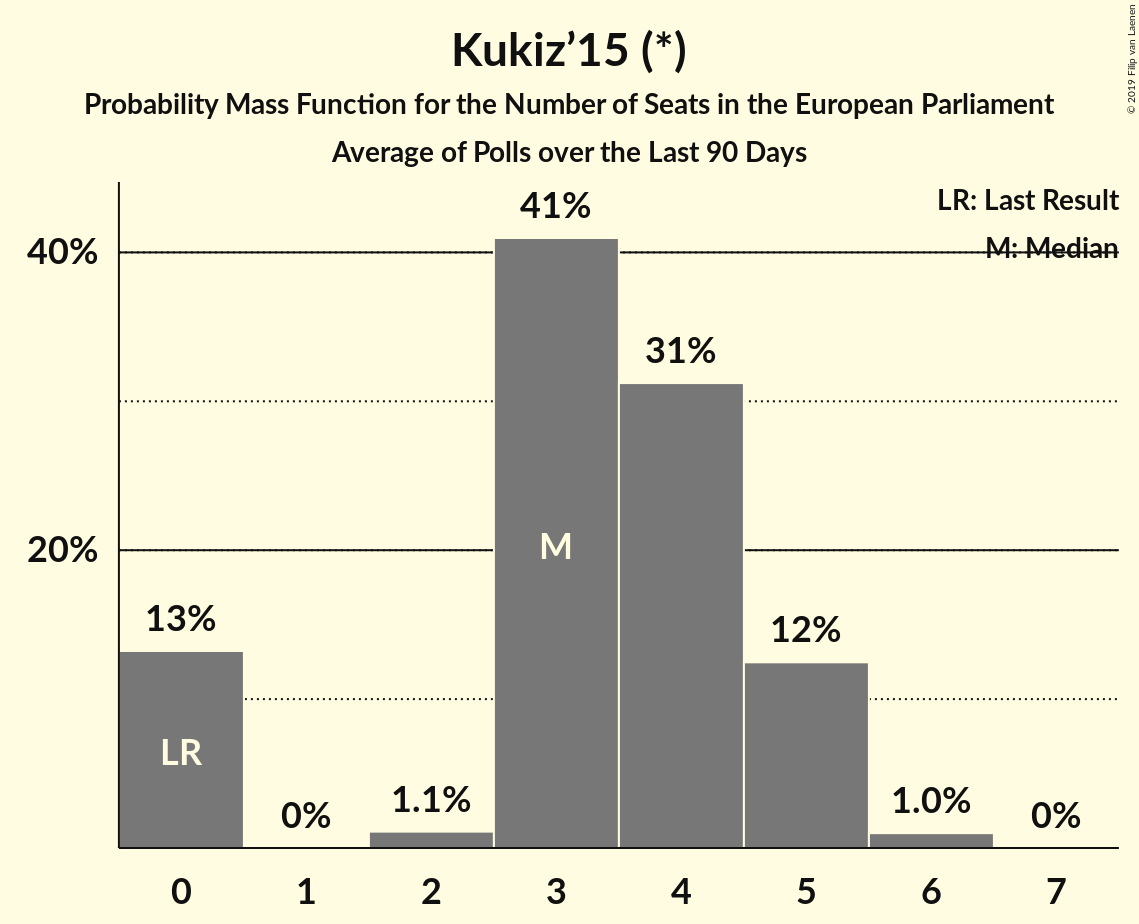 Kukiz’15 (*)
Probability Mass Function for the Number of Seats in the European Parliament
Average of Polls over the Last 90 Days
© 2019 Filip van Laenen
LR: Last Result
M: Median
41%
40%
31%
20%
M
13%
12%
LR
1.1%
1.0%
0%
0%
0 1 2 3 4 5 6 7